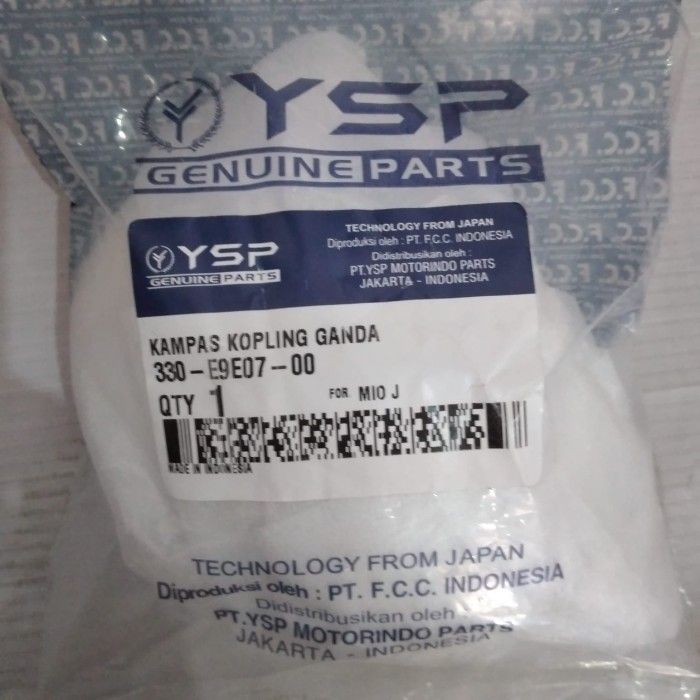 F.C.C.
YSP
GENUINE PARTS
YSP
GENUINE PARTS
TECHNOLOGY FROM JAPAN
Diproduksi oleh : PT. F.C.C. INDONESIA
Didistribusikan oleh :
PT.YSP MOTORINDO PARTS
JAKARTA - INDONESIA
KAMPAS KOPLING GANDA
330-E9E07-00
QTY 1 FOR MIO J
MADE IN INDONESIA
TECHNOLOGY FROM JAPAN
Diproduksi oleh : PT. F.C.C. INDONESIA
Didistribusikan oleh :
PT.YSP MOTORINDO PARTS
JAKARTA - INDONESIA